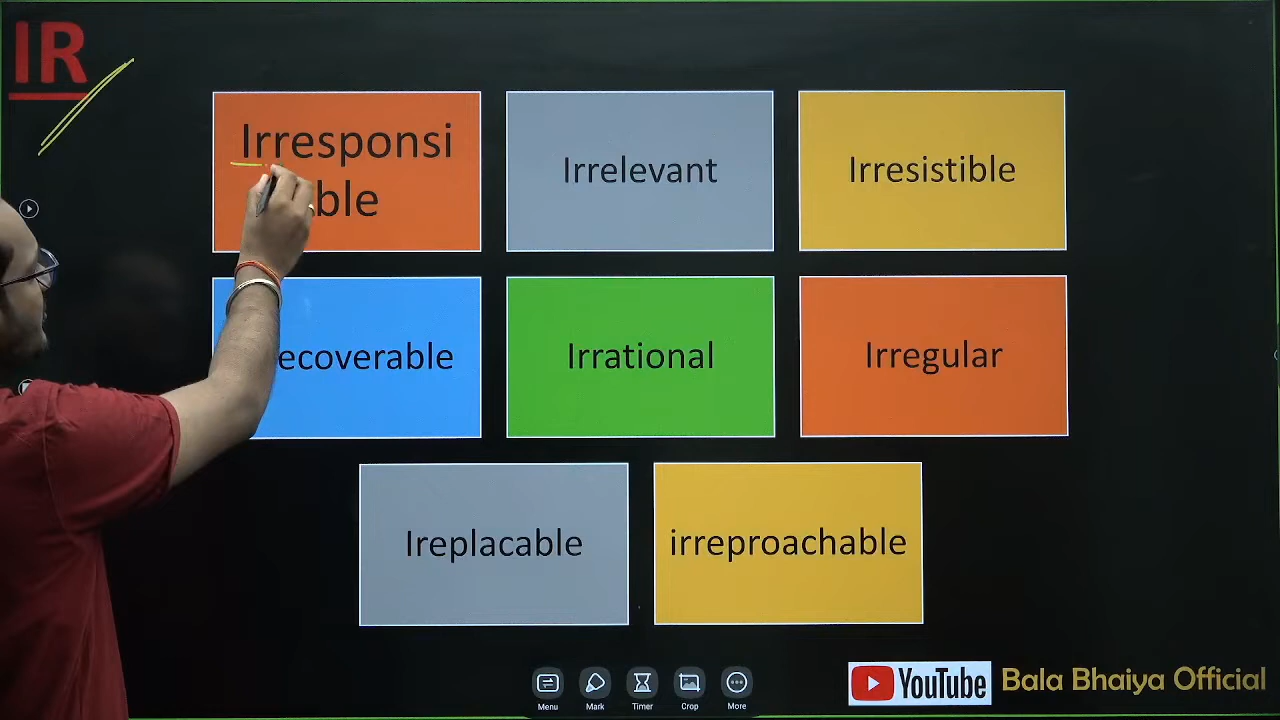 IR
Irresponsi
ble
Irrelevant
Irresistible
ecoverable
Irrational
Irregular
Ireplacable
irreproachable
Menu
Mark
Timer
Crop
More
YouTube
Bala Bhaiya Official